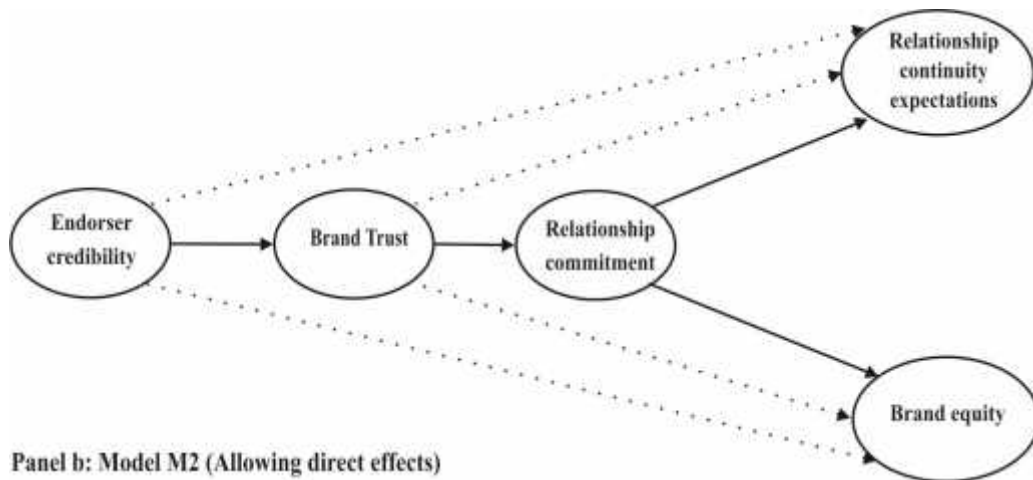 Relationship
continuity
expectations
Endorser
credibility
Brand Trust
Relationship
commitment
Brand equity
Panel b: Model M2 (Allowing direct effects)